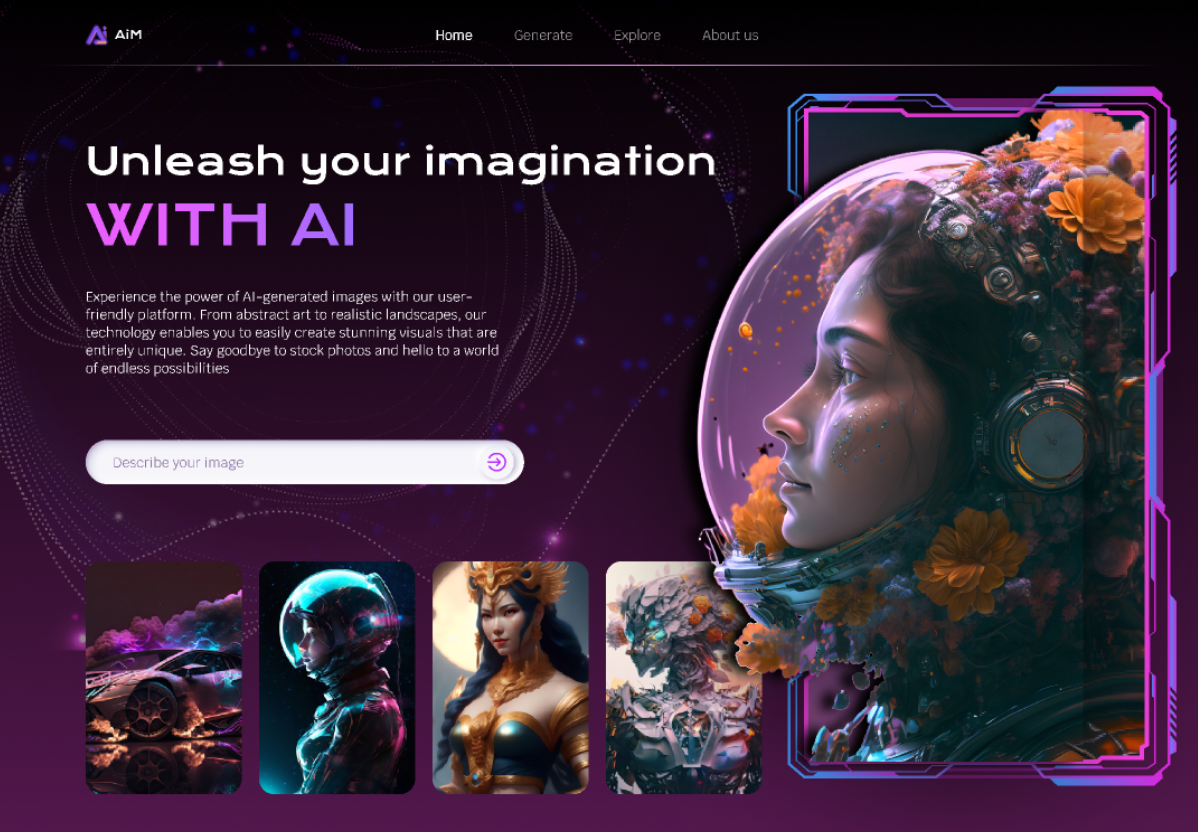 AiM
Home
Generate
Explore
About us
Unleash your imagination
WITH AI
Experience the power of AI-generated images with our user-
friendly platform. From abstract art to realistic landscapes, our
technology enables you to easily create stunning visuals that are
entirely unique. Say goodbye to stock photos and hello to a world
of endless possibilities
Describe your image